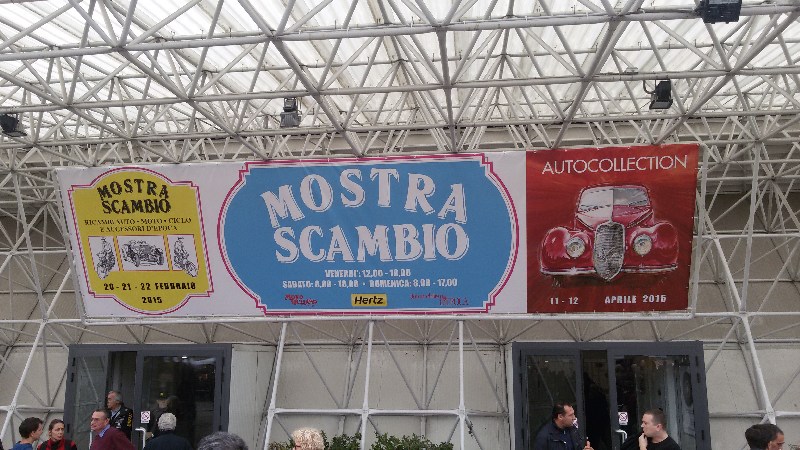 MOSTRA
SCAMBIO
RICAMBI AUTO - MOTO - CICLO
E ACCESSORI D'EPOCA
20 - 21 - 22 FEBBRAIO
2015
MOSTRA
SCAMBIO
VENERDI': 12,00 - 18,00
SABATO: 8,00 - 18,00 - DOMENICA: 8,00 - 17,00
Hertz
AUTOCOLLECTION
11 - 12 APRILE 2015